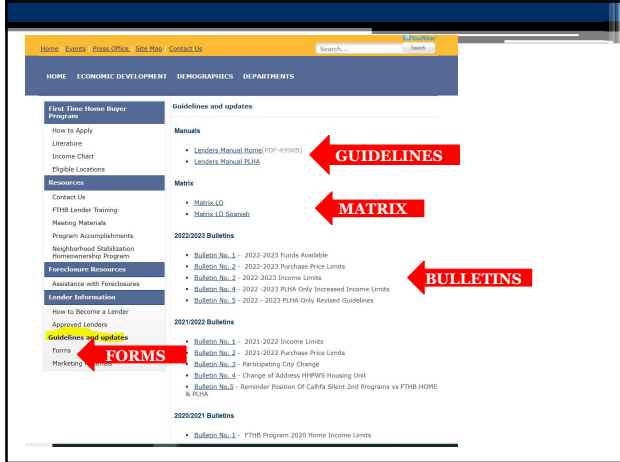 twitter
Home Events Press Office Site Map Contact Us
Search... Search
HOME ECONOMIC DEVELOPMENT DEMOGRAPHICS DEPARTMENTS
First Time Home Buyer
Program
How to Apply
Literature
Income Chart
Eligible Locations
Resources
Contact Us
FTHB Lender Training
Meeting Materials
Program Accomplishments
Neighborhood Stabilization
Homeownership Program
Foreclosure Resources
Assistance with Foreclosures
Lender Information
How to Become a Lender
Approved Lenders
Guidelines and updates
Forms
FORMS
Marketing
Guidelines and updates
Manuals
Lenders Manual Home[PDF-499KB]
Lenders Manual PLHA
GUIDELINES
Matrix
Matrix LO
Matrix LO Spanish
MATRIX
2022/2023 Bulletins
Bulletin No. 1 - 2022-2023 Funds Available
Bulletin No. 2 - 2022-2023 Purchase Price Limits
Bulletin No. 3 - 2022-2023 Income Limits
Bulletin No. 4 - 2022 -2023 PLHA Only Increased Income Limits
Bulletin No. 5 - 2022 - 2023 PLHA Only Revised Guidelines
BULLETINS
2021/2022 Bulletins
Bulletin No. 1 - 2021-2022 Income Limits
Bulletin No. 2 - 2021-2022 Purchase Price Limits
Bulletin No. 3 - Participating City Change
Bulletin No. 4 - Change of Address HHPWS Housing Unit
Bulletin No.5 - Reminder Position Of Calhfa Silent 2nd Programs vs FTHB HOME
& PLHA
2020/2021 Bulletins
Bulletin No. 1 - FTHB Program 2020 Home Income Limits